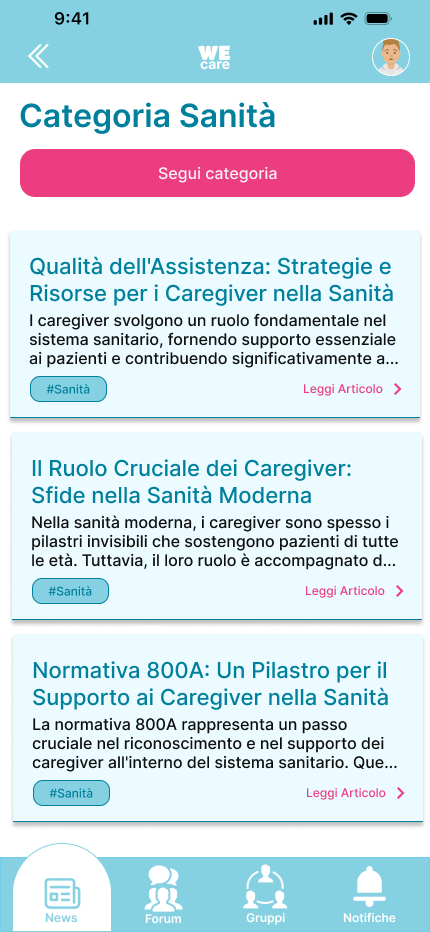 9:41
WE
care
Categoria Sanità
Segui categoria
Qualità dell'Assistenza: Strategie e
Risorse per i Caregiver nella Sanità
I caregiver svolgono un ruolo fondamentale nel
sistema sanitario, fornendo supporto essenziale
ai pazienti e contribuendo significativamente a...
#Sanità
Leggi Articolo
Il Ruolo Cruciale dei Caregiver:
Sfide nella Sanità Moderna
Nella sanità moderna, i caregiver sono spesso i
pilastri invisibili che sostengono pazienti di tutte
le età. Tuttavia, il loro ruolo è accompagnato d...
#Sanità
Leggi Articolo
Normativa 800A: Un Pilastro per il
Supporto ai Caregiver nella Sanità
La normativa 800A rappresenta un passo
cruciale nel riconoscimento e nel supporto dei
caregiver all'interno del sistema sanitario. Que...
#Sanità
Leggi Articolo
News
Forum
Gruppi
Notifiche